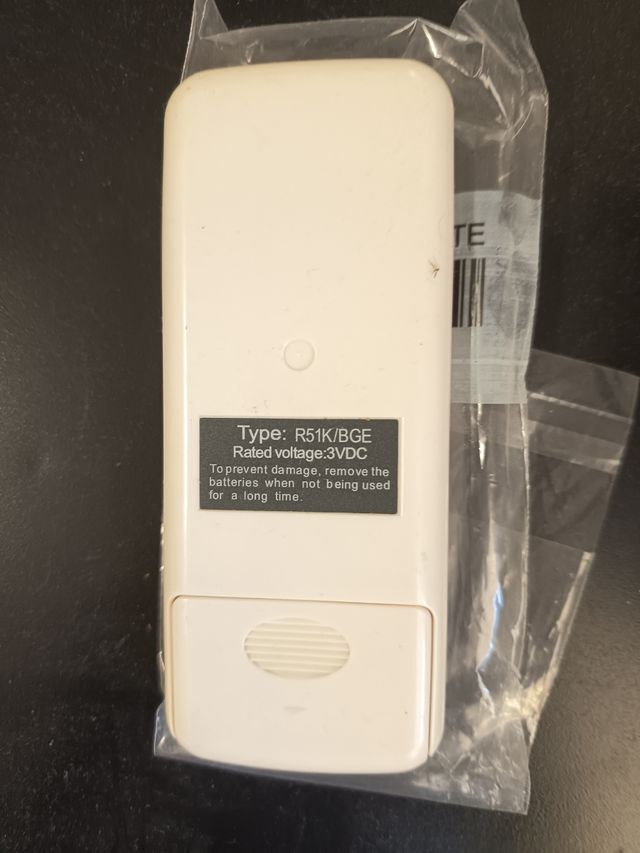 TE
Type: R51K/BGE
Rated voltage:3VDC
To prevent damage, remove the
batteries when not being used
for a long time.